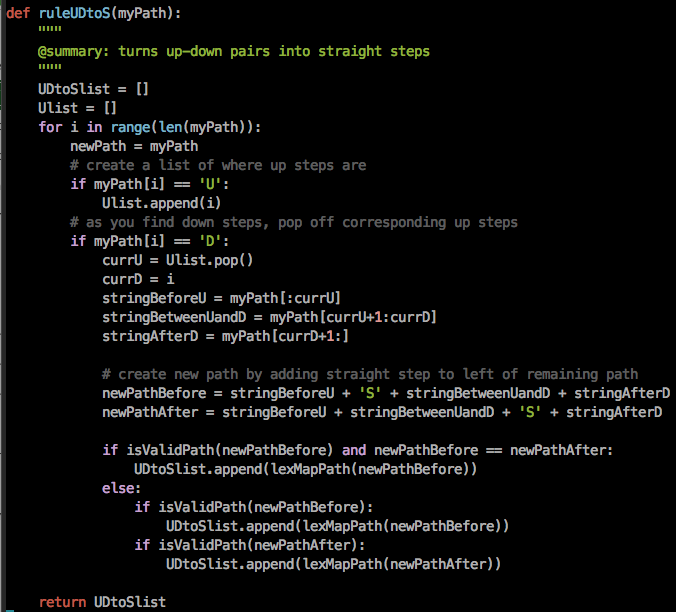 def ruleUDtoS(myPath):
    """
    @summary: turns up-down pairs into straight steps
    """
    UDtoSlist = []
    Ulist = []
    for i in range(len(myPath)):
        newPath = myPath
        # create a list of where up steps are
        if myPath[i] == 'U':
            Ulist.append(i)
        # as you find down steps, pop off corresponding up steps
        if myPath[i] == 'D':
            currU = Ulist.pop()
            currD = i
            stringBeforeU = myPath[:currU]
            stringBetweenUandD = myPath[currU+1:currD]
            stringAfterD = myPath[currD+1:]

            # create new path by adding straight step to left of remaining path
            newPathBefore = stringBeforeU + 'S' + stringBetweenUandD + stringAfterD
            newPathAfter = stringBeforeU + stringBetweenUandD + 'S' + stringAfterD

            if isValidPath(newPathBefore) and newPathBefore == newPathAfter:
                UDtoSlist.append(lexMapPath(newPathBefore))
            else:
                if isValidPath(newPathBefore):
                    UDtoSlist.append(lexMapPath(newPathBefore))
                if isValidPath(newPathAfter):
                    UDtoSlist.append(lexMapPath(newPathAfter))

    return UDtoSlist